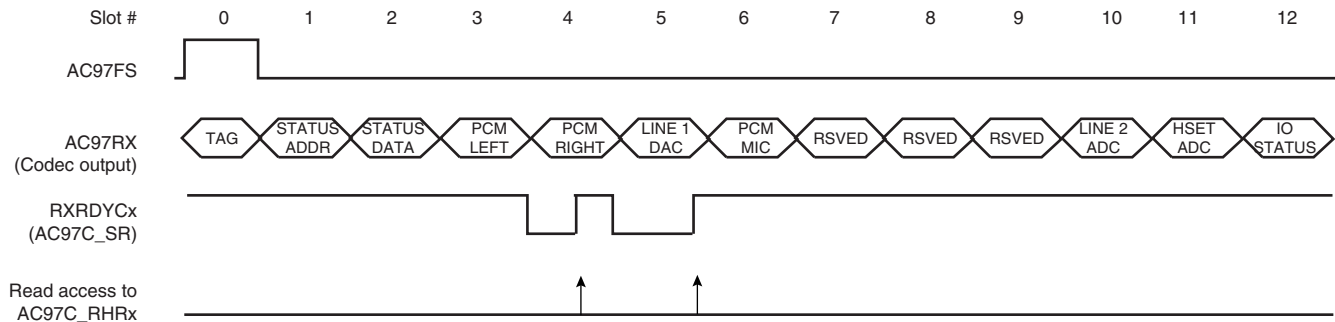 Slot # 0 1 2 3 4 5 6 7 8 9 10 11 12
AC97FS
AC97RX
(Codec output)
TAG
STATUS
ADDR
STATUS
DATA
PCM
LEFT
PCM
RIGHT
LINE 1
DAC
PCM
MIC
RSVED
RSVED
RSVED
LINE 2
ADC
HSET
ADC
IO
STATUS
RXRDYCx
(AC97C_SR)
Read access to
AC97C_RHRx